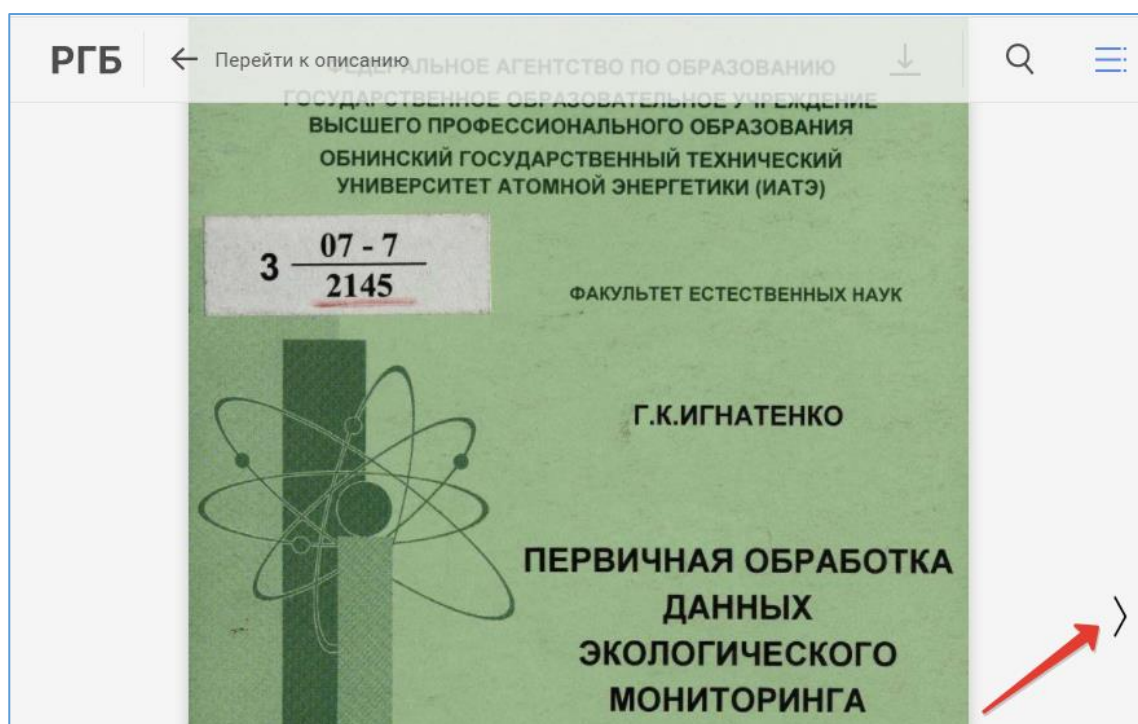 РГБ
Перейти к описанию
ФЕДЕРАЛЬНОЕ АГЕНТСТВО ПО ОБРАЗОВАНИЮ
ГОСУДАРСТВЕННОЕ ОБРАЗОВАТЕЛЬНОЕ УЧРЕЖДЕНИЕ
ВЫСШЕГО ПРОФЕССИОНАЛЬНОГО ОБРАЗОВАНИЯ
ОБНИНСКИЙ ГОСУДАРСТВЕННЫЙ ТЕХНИЧЕСКИЙ
УНИВЕРСИТЕТ АТОМНОЙ ЭНЕРГЕТИКИ (ИАТЭ)
3 07 - 7
2145
ФАКУЛЬТЕТ ЕСТЕСТВЕННЫХ НАУК
Г.К.ИГНАТЕНКО
ПЕРВИЧНАЯ ОБРАБОТКА
ДАННЫХ
ЭКОЛОГИЧЕСКОГО
МОНИТОРИНГА